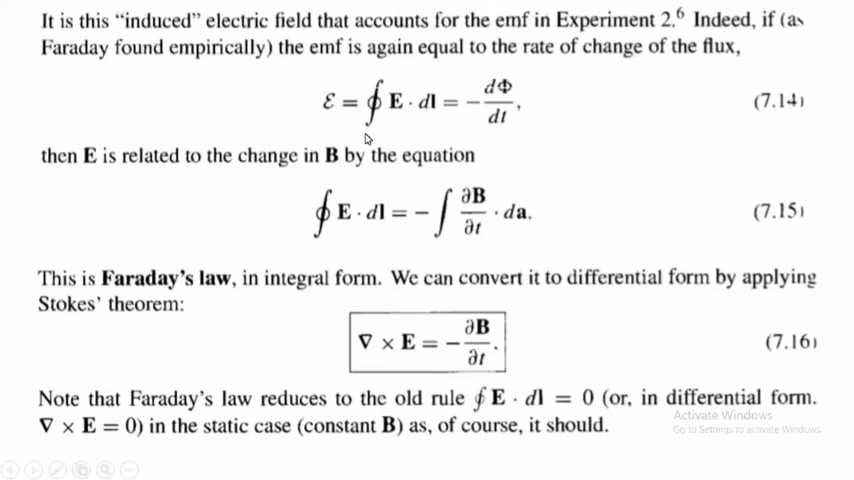 It is this “induced” electric field that accounts for the emf in Experiment 2.⁶ Indeed, if (as
Faraday found empirically) the emf is again equal to the rate of change of the flux,
ℰ = ∮ E · dl = − dΦ/dt, (7.14)
then E is related to the change in B by the equation
∮ E · dl = − ∫ ∂B/∂t · da. (7.15)
This is Faraday's law, in integral form. We can convert it to differential form by applying
Stokes' theorem:
∇ × E = − ∂B/∂t. (7.16)
Note that Faraday's law reduces to the old rule ∮ E · dl = 0 (or, in differential form.
∇ × E = 0) in the static case (constant B) as, of course, it should.
Activate Windows
Go to Settings to activate Windows.